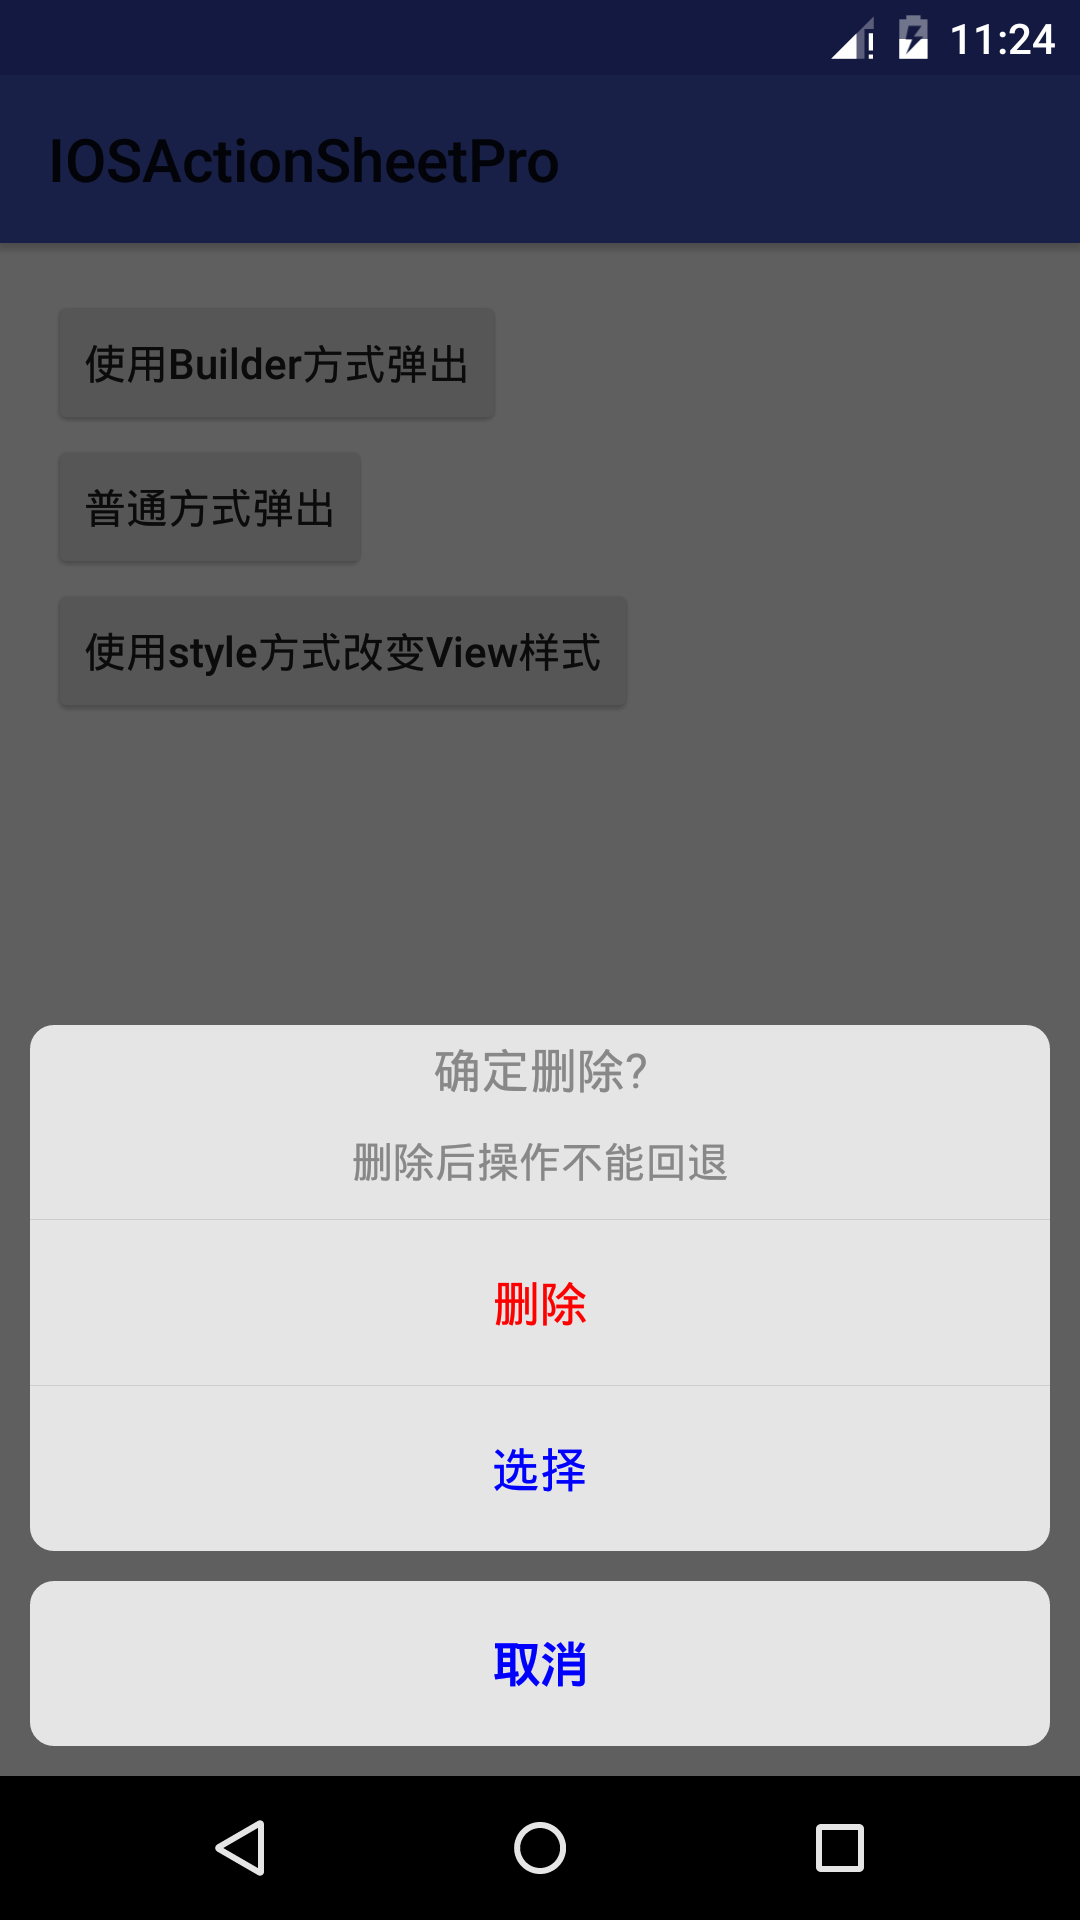 11:24
IOSActionSheetPro
使用Builder方式弹出
普通方式弹出
使用style方式改变View样式
确定删除?
删除后操作不能回退
删除
选择
取消